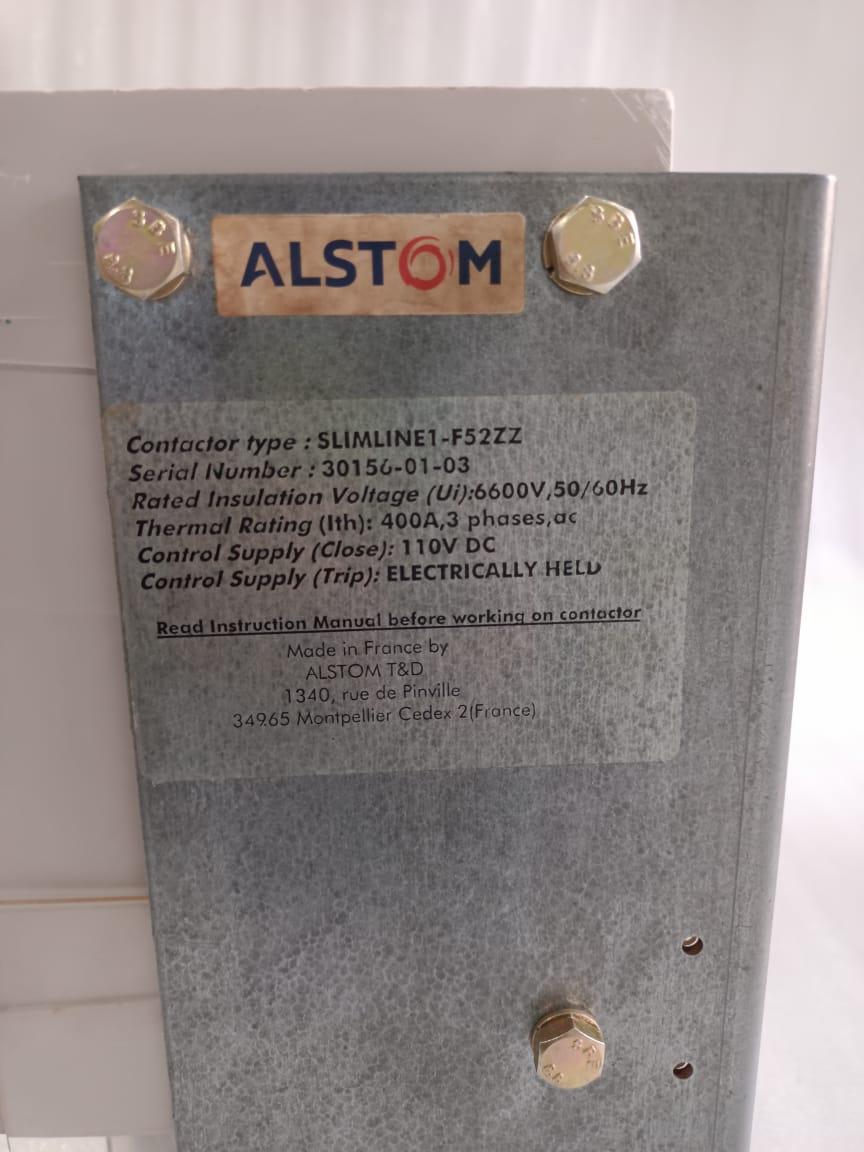 ALSTOM
Contactor type : SLIMLINE1-F52ZZ
Serial Number : 30156-01-03
Rated Insulation Voltage (Ui):6600V,50/60Hz
Thermal Rating (Ith): 400A,3 phases,ac
Control Supply (Close): 110V DC
Control Supply (Trip): ELECTRICALLY HELD
Read Instruction Manual before working on contactor
Made in France by
ALSTOM T&D
1340, rue de Pinville
34965 Montpellier Cedex 2(France)